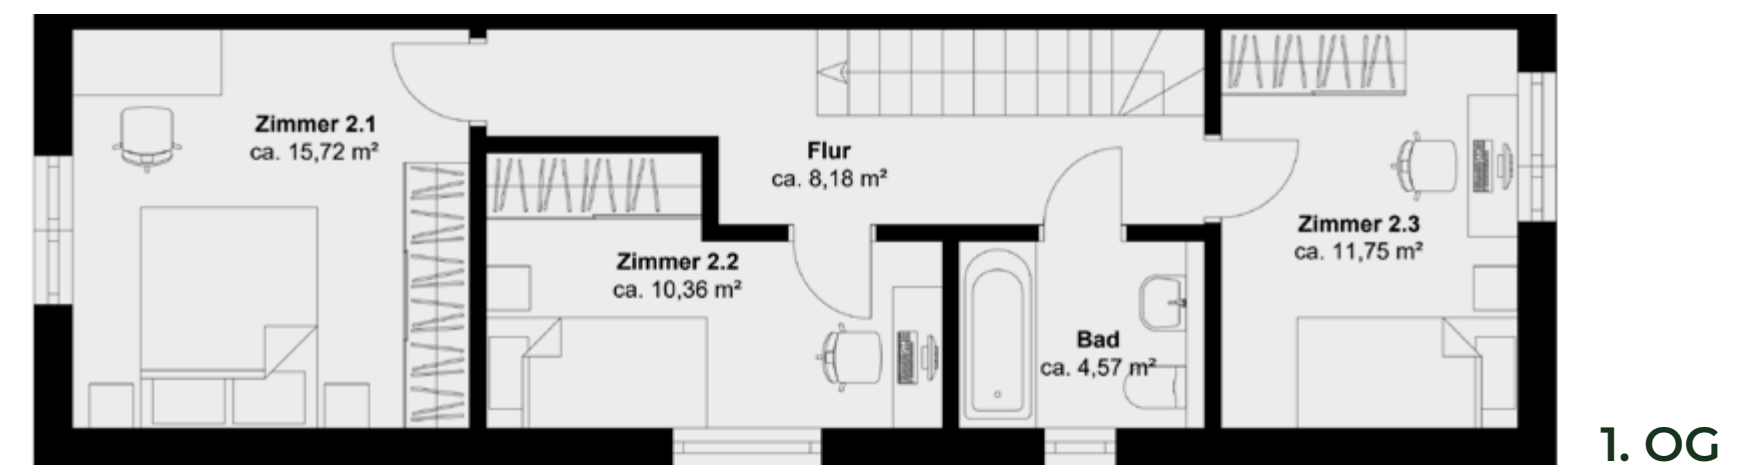 Zimmer 2.1
ca. 15,72 m²
Flur
ca. 8,18 m²
Zimmer 2.2
ca. 10,36 m²
Bad
ca. 4,57 m²
Zimmer 2.3
ca. 11,75 m²
1. OG